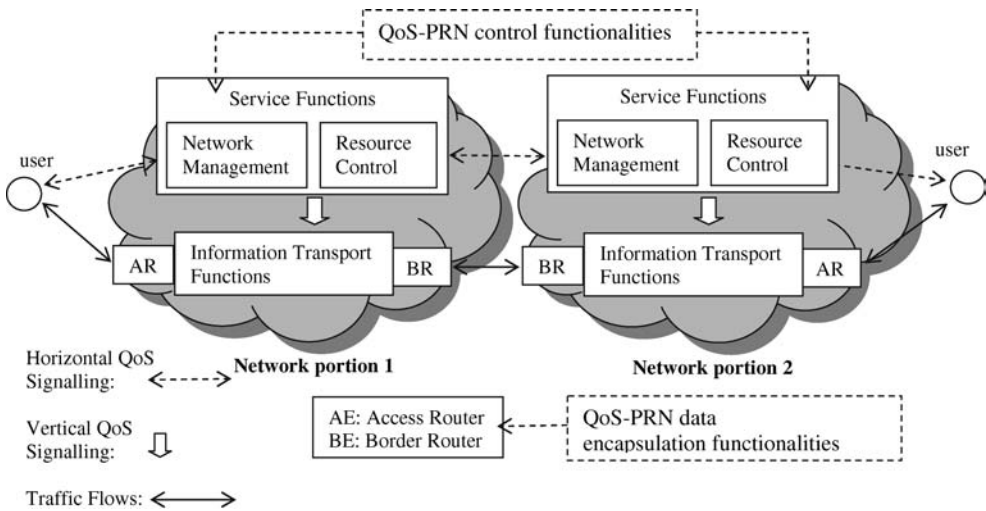 QoS-PRN control functionalities
Service Functions
Network
Management
Resource
Control
Service Functions
Network
Management
Resource
Control
user
user
AR
Information Transport
Functions
BR
BR
Information Transport
Functions
AR
Network portion 1
Network portion 2
Horizontal QoS
Signalling:
Vertical QoS
Signalling:
Traffic Flows:
AE: Access Router
BE: Border Router
QoS-PRN data
encapsulation functionalities